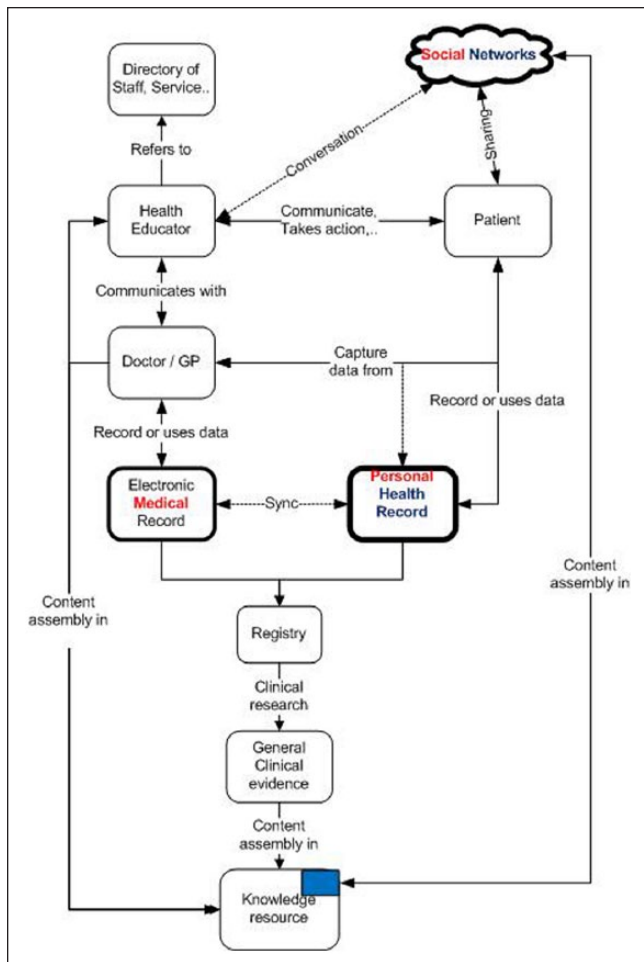 Social Networks
Directory of
Staff, Service..
Refers to
Conversation
Sharing
Health
Educator
Communicate,
Takes action,..
Patient
Communicates with
Doctor / GP
Capture
data from
Record or uses data
Record or uses data
Electronic
Medical
Record
Sync
Personal
Health
Record
Content
assembly in
Content
assembly in
Registry
Clinical
research
General
Clinical
evidence
Content
assembly in
Knowledge
resource